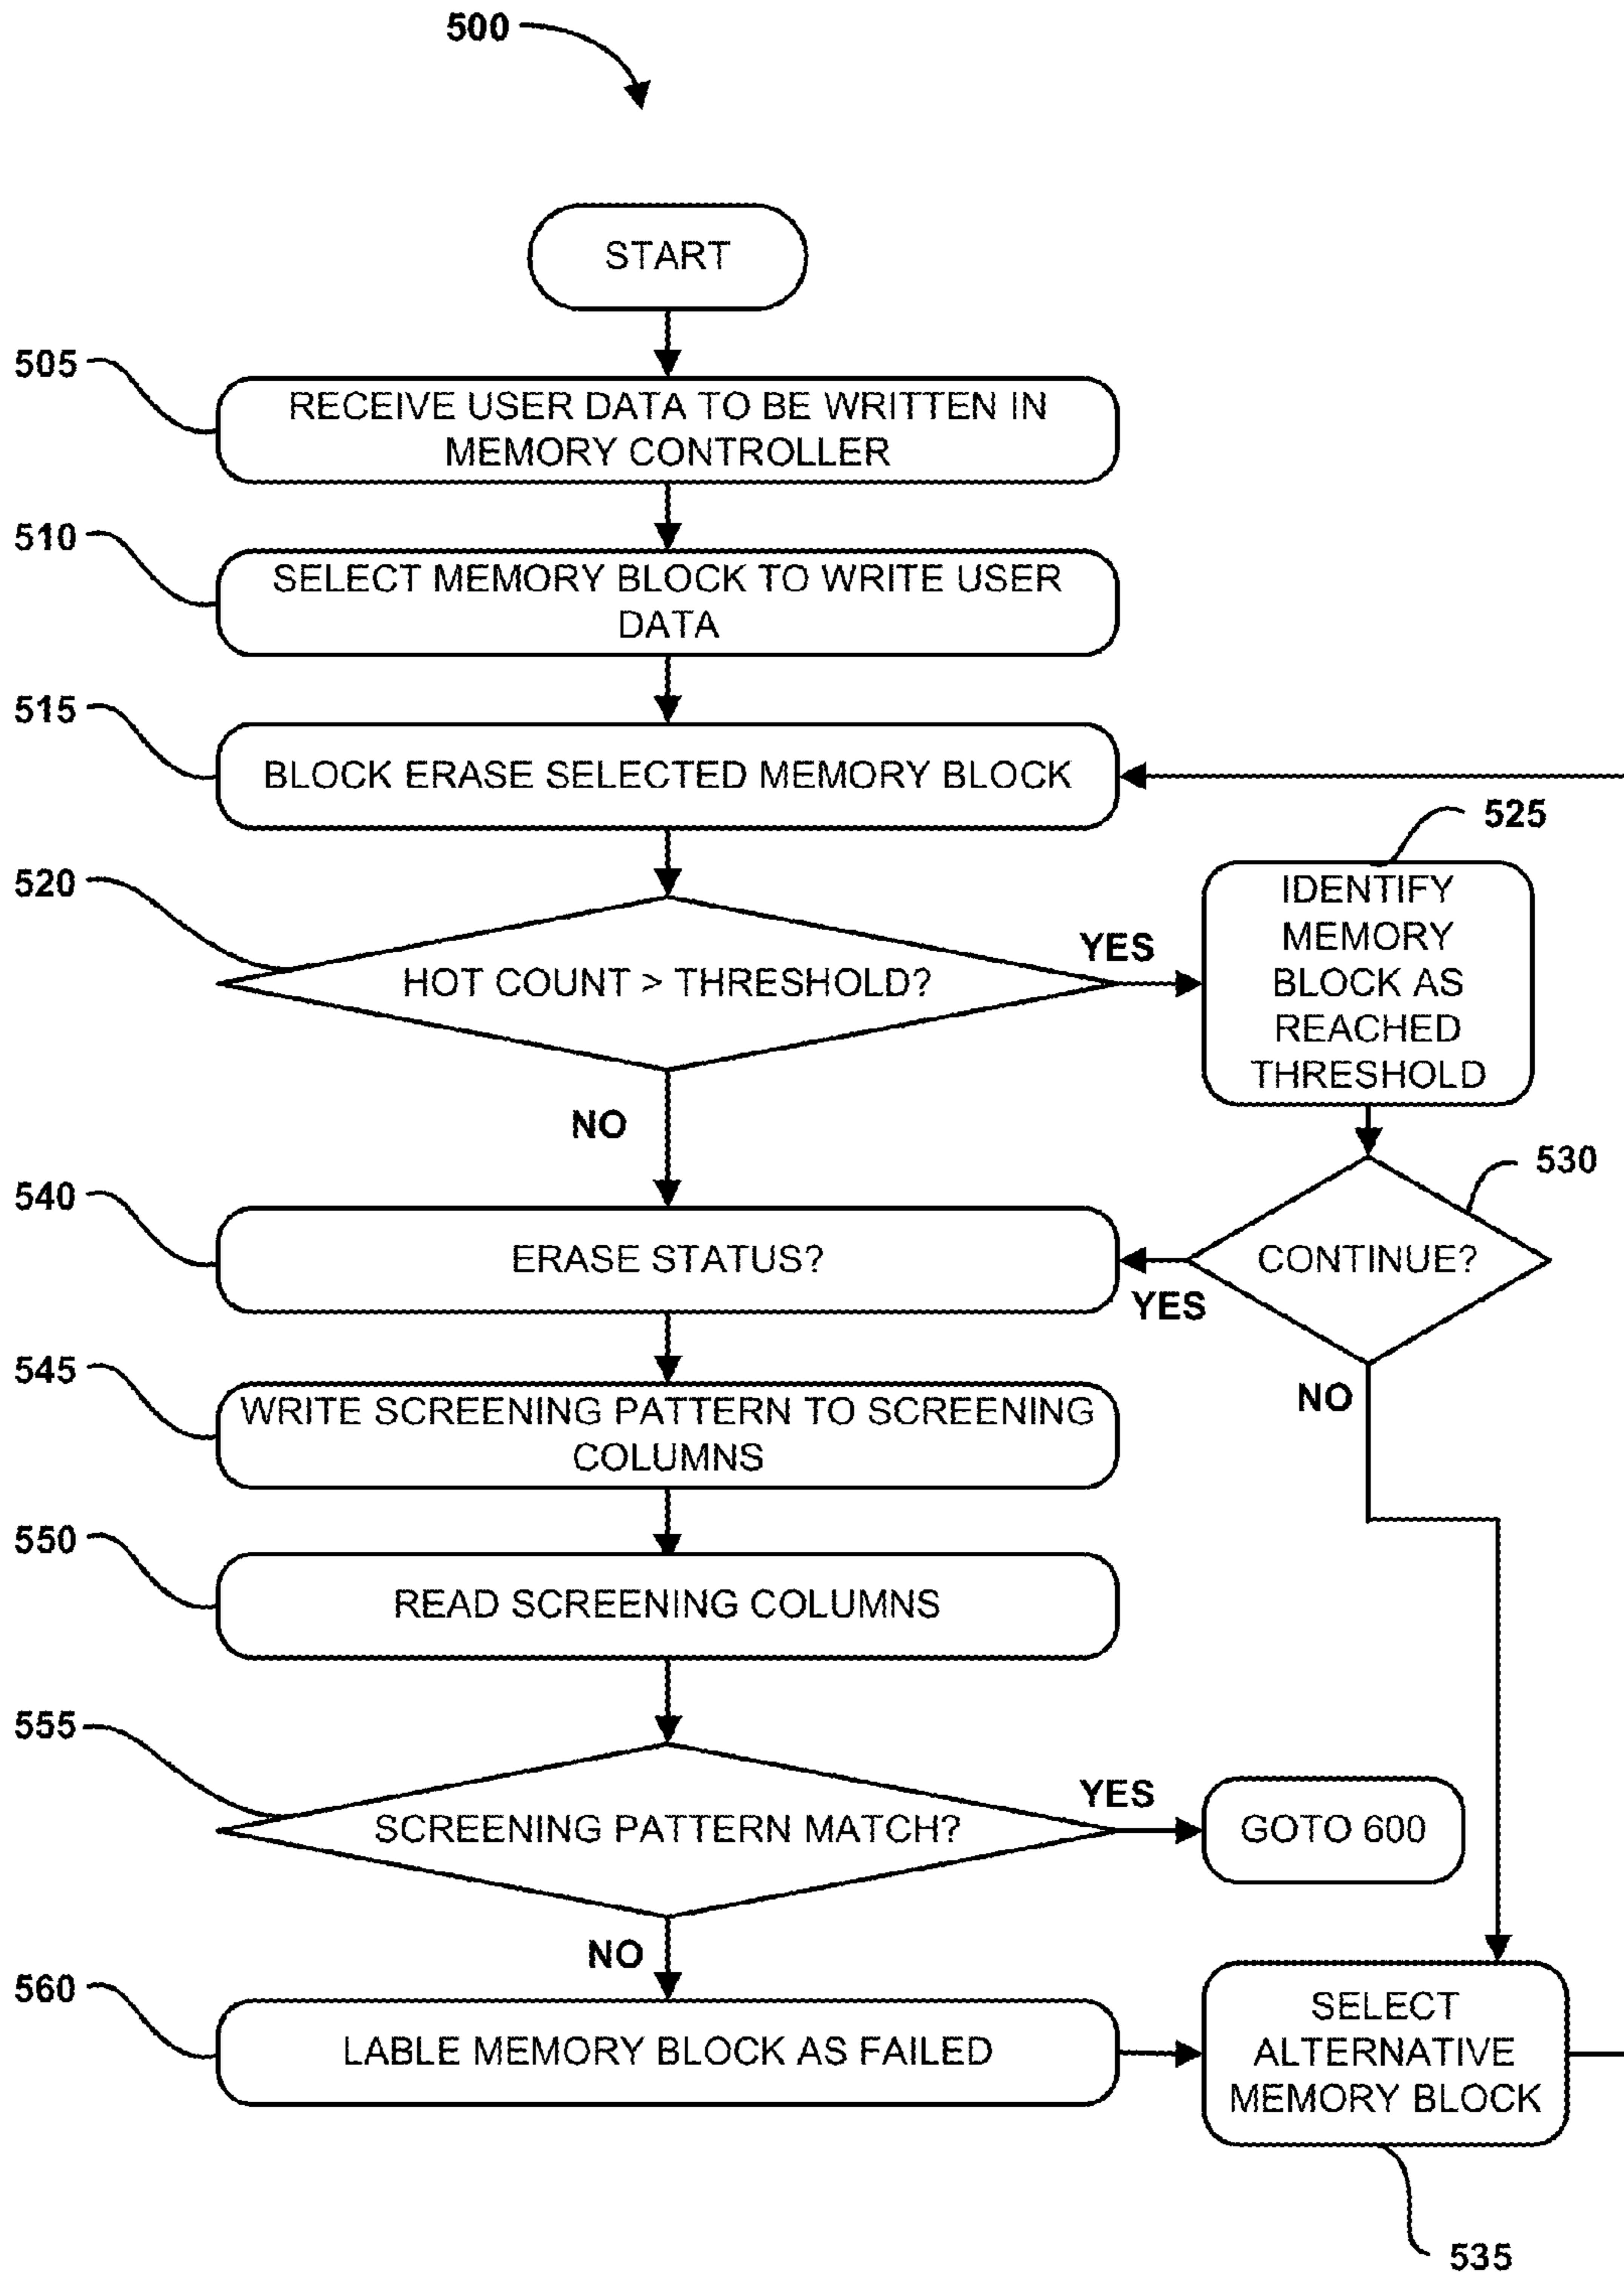 500
START
505
RECEIVE USER DATA TO BE WRITTEN IN
MEMORY CONTROLLER
510
SELECT MEMORY BLOCK TO WRITE USER
DATA
515
BLOCK ERASE SELECTED MEMORY BLOCK
525
IDENTIFY
MEMORY
BLOCK AS
REACHED
THRESHOLD
520
HOT COUNT > THRESHOLD?
YES
NO
530
CONTINUE?
YES
NO
540
ERASE STATUS?
545
WRITE SCREENING PATTERN TO SCREENING
COLUMNS
550
READ SCREENING COLUMNS
555
SCREENING PATTERN MATCH?
YES
GOTO 600
NO
560
LABLE MEMORY BLOCK AS FAILED
SELECT
ALTERNATIVE
MEMORY BLOCK
535